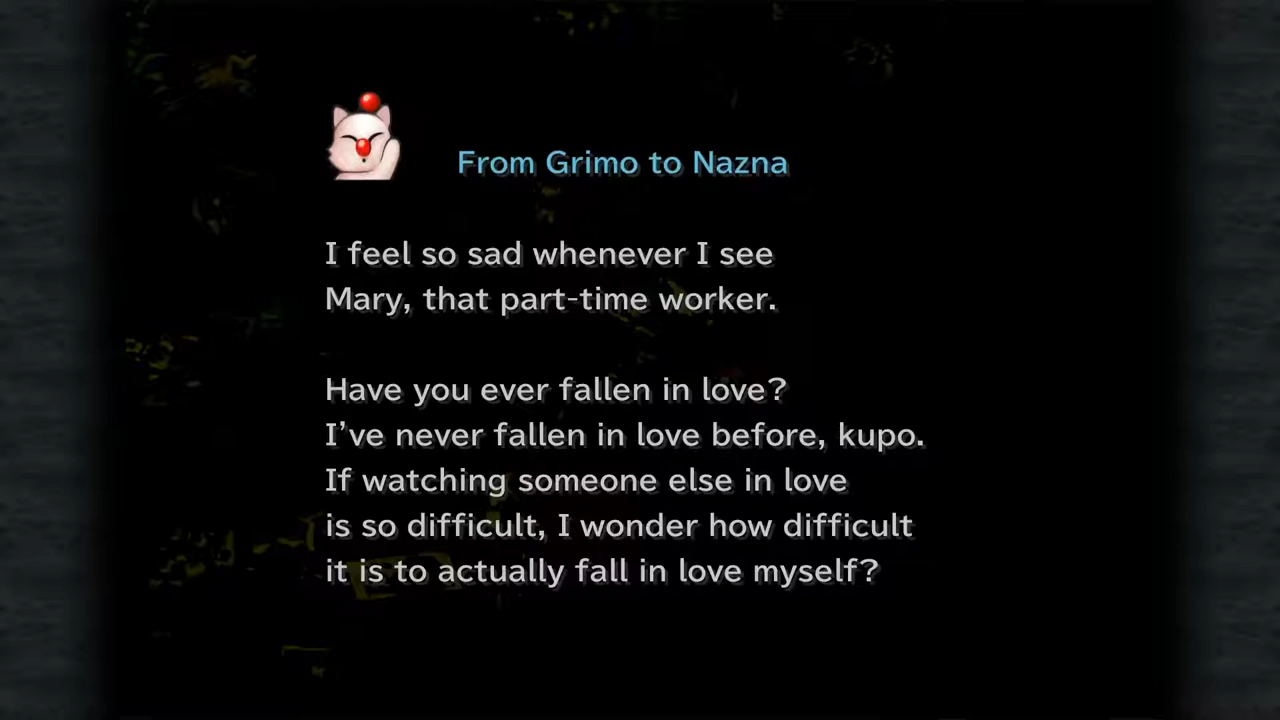 From Grimo to Nazna
I feel so sad whenever I see
Mary, that part-time worker.
Have you ever fallen in love?
I've never fallen in love before, kupo.
If watching someone else in love
is so difficult, I wonder how difficult
it is to actually fall in love myself?